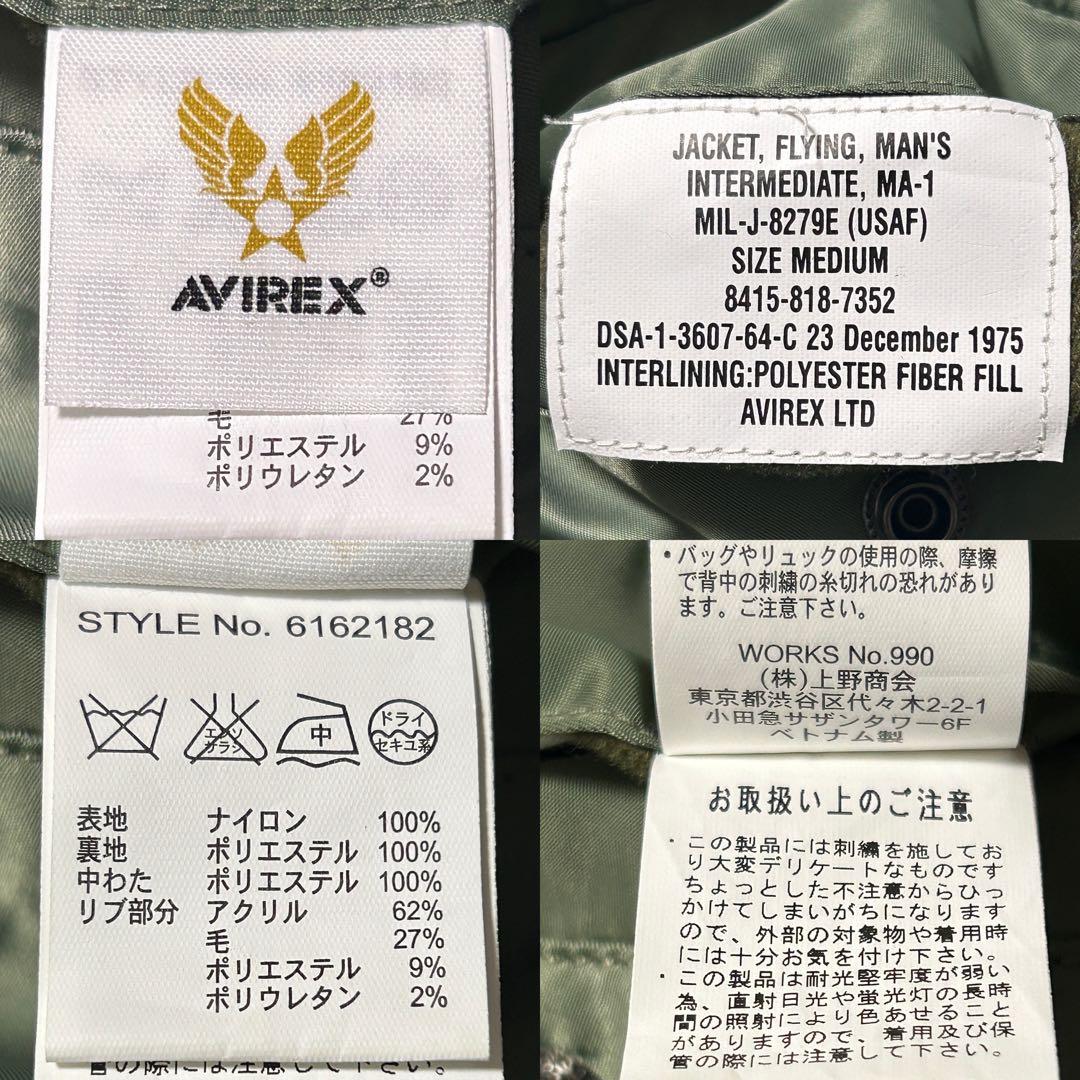 AVIREX®
毛 27%
ポリエステル 9%
ポリウレタン 2%
JACKET, FLYING, MAN'S
INTERMEDIATE, MA-1
MIL-J-8279E (USAF)
SIZE MEDIUM
8415-818-7352
DSA-1-3607-64-C 23 December 1975
INTERLINING:POLYESTER FIBER FILL
AVIREX LTD
STYLE No. 6162182
エンソ
サラシ
中
ドライ
セキユ系
表地 ナイロン 100%
裏地 ポリエステル 100%
中わた ポリエステル 100%
リブ部分 アクリル 62%
毛 27%
ポリエステル 9%
ポリウレタン 2%
・バッグやリュックの使用の際、摩擦
で背中の刺繍の糸切れの恐れがあり
ます。ご注意下さい。
WORKS No.990
(株)上野商会
東京都渋谷区代々木2-2-1
小田急サザンタワー6F
ベトナム製
お取扱い上のご注意
・この製品には刺繍を施してお
り大変デリケートなものです
ちょっとした不注意からひっ
かけてしまいがちになります
ので、外部の対象物や着用時
には十分お気を付け下さい。
・この製品は耐光堅牢度が弱い
為、直射日光や蛍光灯の長時
間の照射により色あせること
がありますので、着用及び保
管の際には注意して下さい。